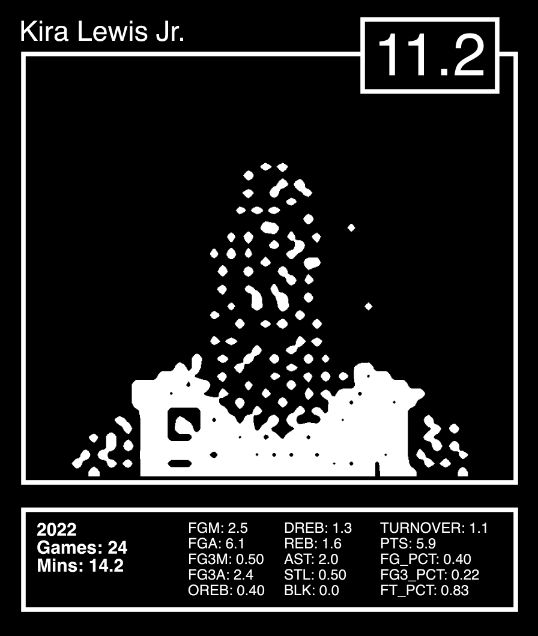 Kira Lewis Jr.
11.2
2022
Games: 24
Mins: 14.2
FGM: 2.5
FGA: 6.1
FG3M: 0.50
FG3A: 2.4
OREB: 0.40
DREB: 1.3
REB: 1.6
AST: 2.0
STL: 0.50
BLK: 0.0
TURNOVER: 1.1
PTS: 5.9
FG_PCT: 0.40
FG3_PCT: 0.22
FT_PCT: 0.83